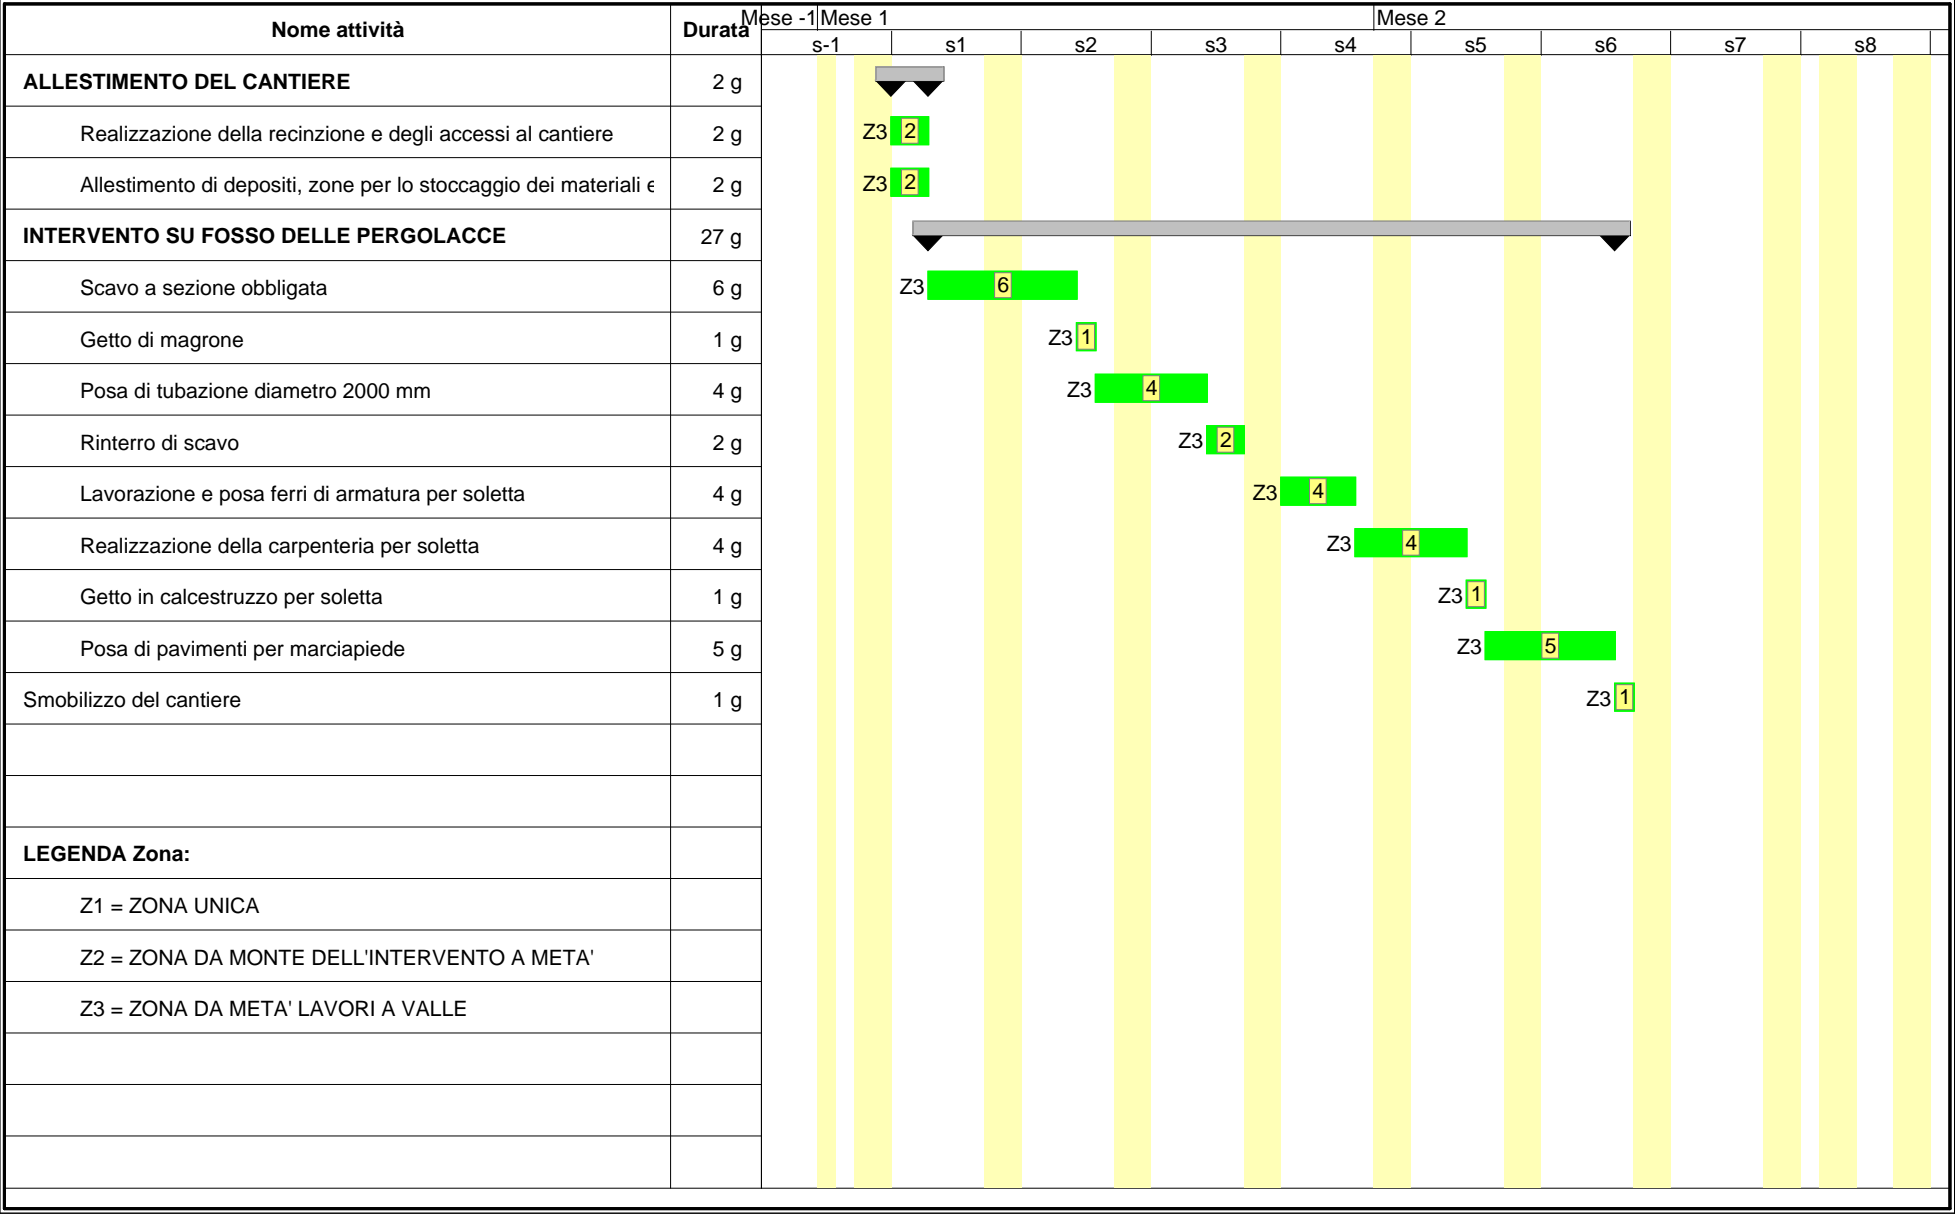 Nome attività Durata Mese -1 Mese 1 Mese 2
s-1 s1 s2 s3 s4 s5 s6 s7 s8
ALLESTIMENTO DEL CANTIERE 2 g
Realizzazione della recinzione e degli accessi al cantiere 2 g Z3 2
Allestimento di depositi, zone per lo stoccaggio dei materiali e 2 g Z3 2
INTERVENTO SU FOSSO DELLE PERGOLACCE 27 g
Scavo a sezione obbligata 6 g Z3 6
Getto di magrone 1 g Z3 1
Posa di tubazione diametro 2000 mm 4 g Z3 4
Rinterro di scavo 2 g Z3 2
Lavorazione e posa ferri di armatura per soletta 4 g Z3 4
Realizzazione della carpenteria per soletta 4 g Z3 4
Getto in calcestruzzo per soletta 1 g Z3 1
Posa di pavimenti per marciapiede 5 g Z3 5
Smobilizzo del cantiere 1 g Z3 1
LEGENDA Zona:
Z1 = ZONA UNICA
Z2 = ZONA DA MONTE DELL'INTERVENTO A META'
Z3 = ZONA DA META' LAVORI A VALLE